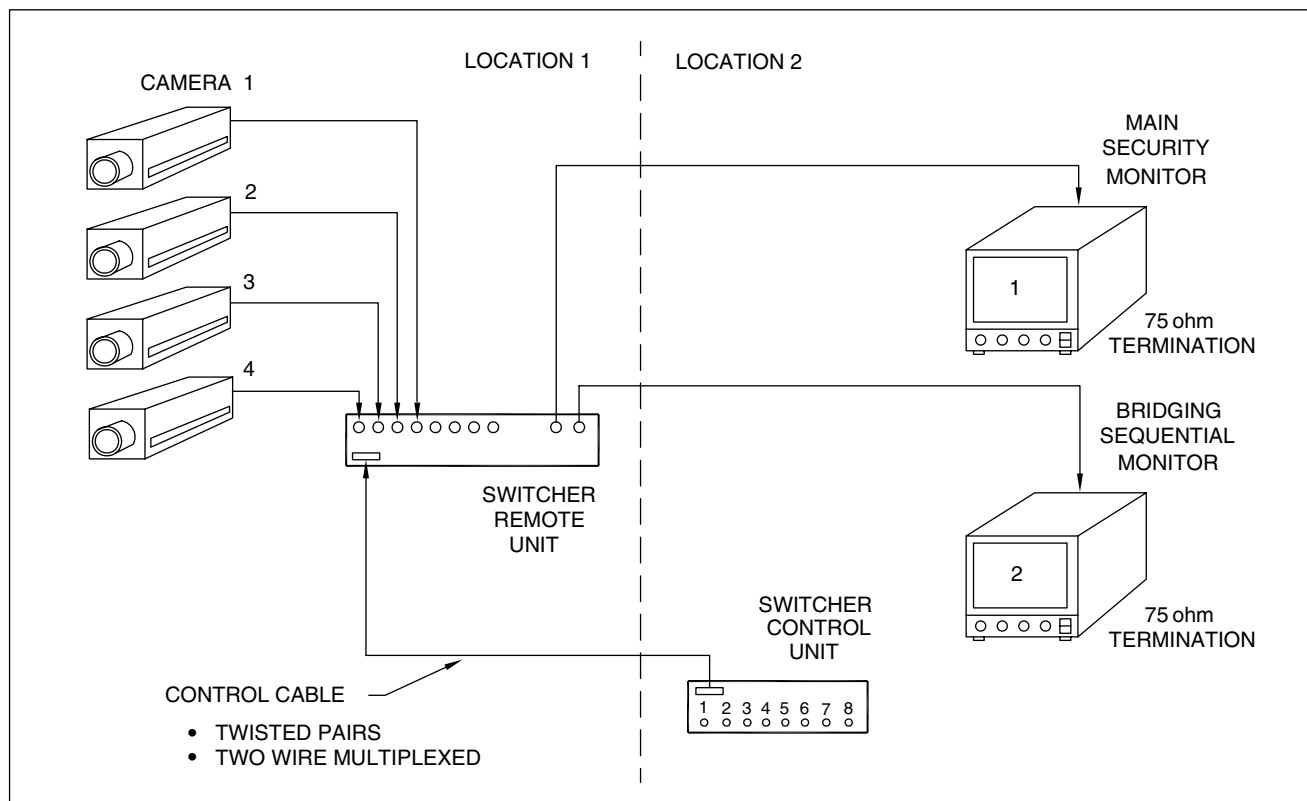 LOCATION 1
LOCATION 2
CAMERA 1
2
3
4
MAIN
SECURITY
MONITOR
1
75 ohm
TERMINATION
BRIDGING
SEQUENTIAL
MONITOR
2
75 ohm
TERMINATION
SWITCHER
REMOTE
UNIT
SWITCHER
CONTROL
UNIT
1 2 3 4 5 6 7 8
CONTROL CABLE
• TWISTED PAIRS
• TWO WIRE MULTIPLEXED